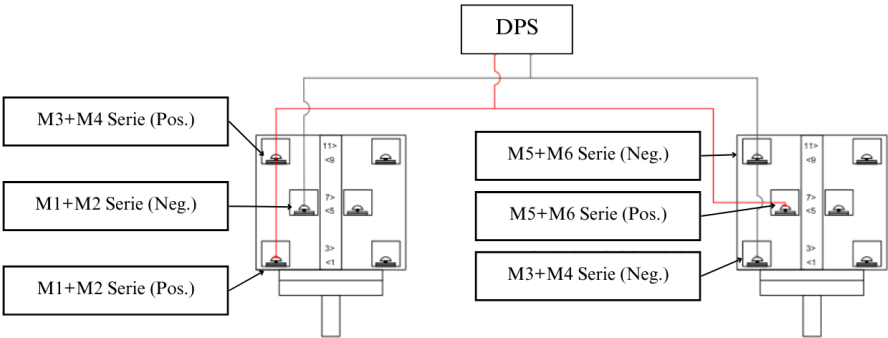 DPS
M3+M4 Serie (Pos.)
M1+M2 Serie (Neg.)
M1+M2 Serie (Pos.)
11>
<9
7>
<5
3>
<1
M5+M6 Serie (Neg.)
M5+M6 Serie (Pos.)
M3+M4 Serie (Neg.)
11>
<9
7>
<5
3>
<1